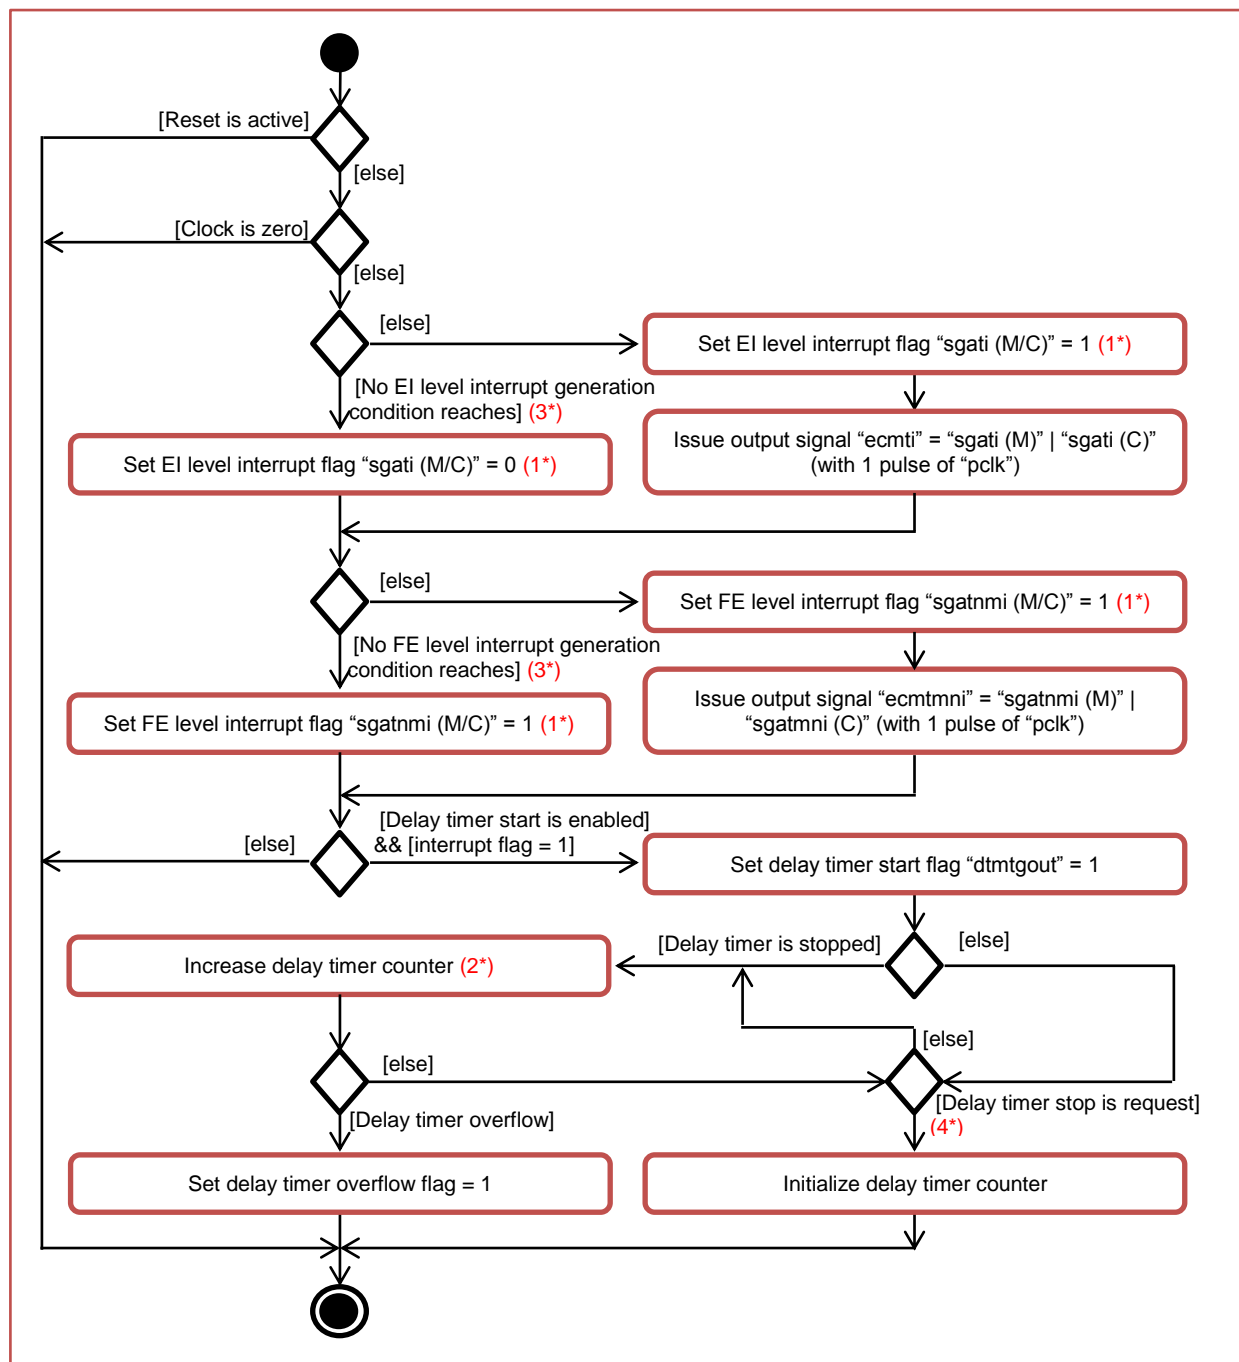 [Reset is active]
[else]
[Clock is zero]
[else]
[else]
Set EI level interrupt flag “sgati (M/C)” = 1 (1*)
[No EI level interrupt generation
condition reaches] (3*)
Issue output signal “ecmti” = “sgati (M)” | “sgati (C)”
(with 1 pulse of “pclk”)
Set EI level interrupt flag “sgati (M/C)” = 0 (1*)
[else]
Set FE level interrupt flag “sgatnmi (M/C)” = 1 (1*)
[No FE level interrupt generation
condition reaches] (3*)
Issue output signal “ecmtmni” = “sgatnmi (M)” |
“sgatmni (C)” (with 1 pulse of “pclk”)
Set FE level interrupt flag “sgatnmi (M/C)” = 1 (1*)
[Delay timer start is enabled]
&& [interrupt flag = 1]
[else]
Set delay timer start flag “dtmtgout” = 1
[Delay timer is stopped]
[else]
Increase delay timer counter (2*)
[else]
[else]
[Delay timer stop is request]
(4*)
[Delay timer overflow]
Set delay timer overflow flag = 1
Initialize delay timer counter